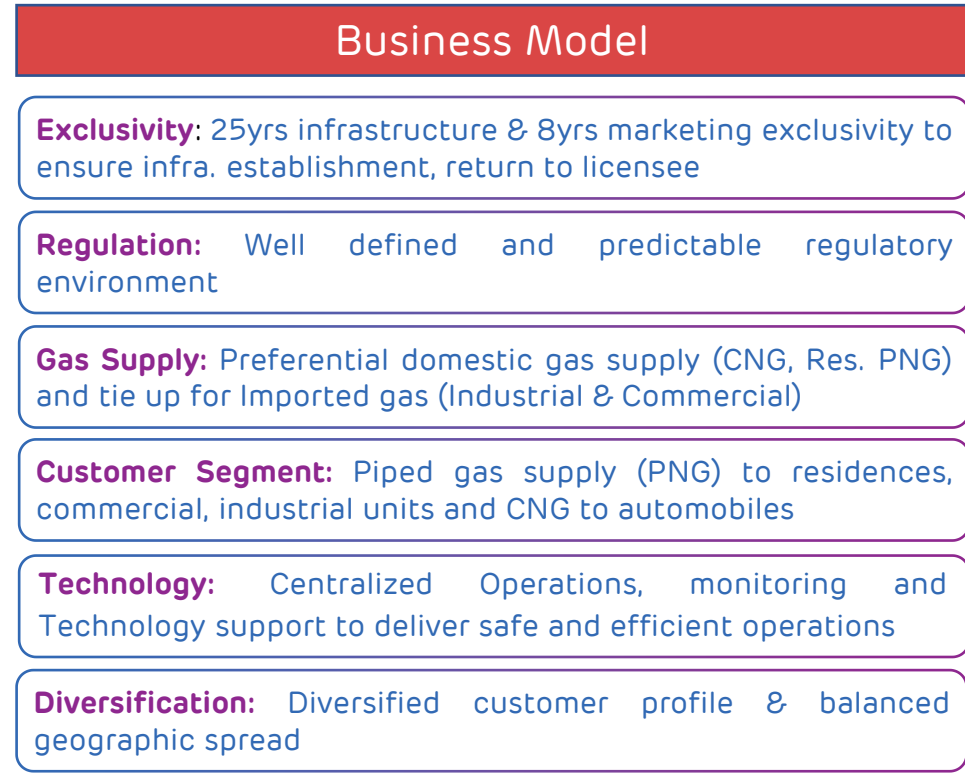 Business Model
Exclusivity: 25yrs infrastructure & 8yrs marketing exclusivity to
ensure infra. establishment, return to licensee
Regulation: Well defined and predictable regulatory
environment
Gas Supply: Preferential domestic gas supply (CNG, Res. PNG)
and tie up for Imported gas (Industrial & Commercial)
Customer Segment: Piped gas supply (PNG) to residences,
commercial, industrial units and CNG to automobiles
Technology: Centralized Operations, monitoring and
Technology support to deliver safe and efficient operations
Diversification: Diversified customer profile & balanced
geographic spread